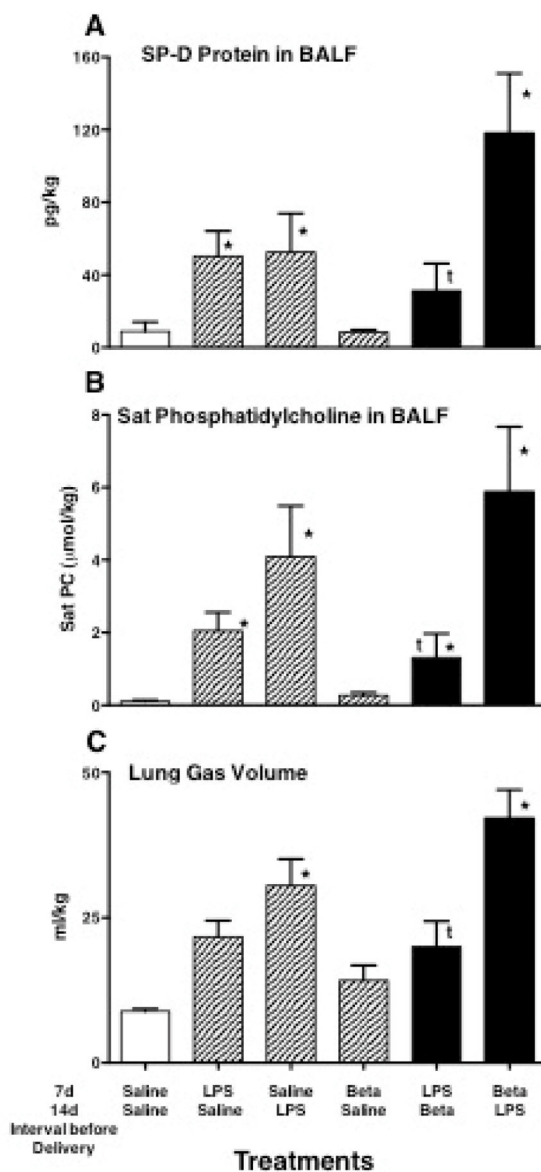 A
SP-D Protein in BALF
160
120
80
40
0
pg/kg
*
*
t
*
B
Sat Phosphatidylcholine in BALF
8
6
4
2
0
Sat PC (μmol/kg)
*
*
t *
*
C
Lung Gas Volume
50
25
0
ml/kg
*
t
*
7d Saline LPS Saline Beta LPS Beta
14d Saline Saline LPS Saline Beta LPS
Interval before
Delivery
Treatments